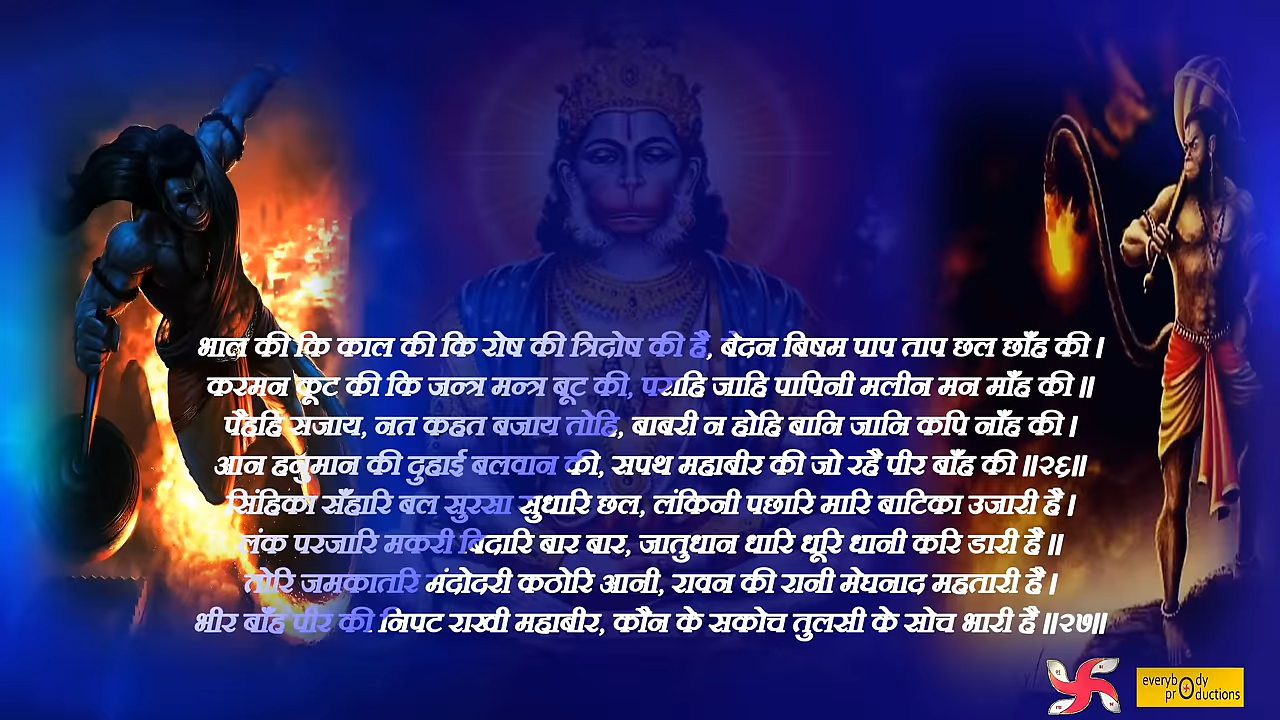 भाल की कि काल की कि रोष की त्रिदोष की है, बेदन बिषम पाप ताप छल छाँह की ।
करमन कूट की कि जन्त्र मन्त्र बूट की, पराहि जाहि पापिनी मलीन मन माँह की ॥
पैहहि सजाय, नत कहत बजाय तोहि, बाबरी न होहि बानि जानि कपि नाँह की ।
आन हनुमान की दुहाई बलवान की, सपथ महाबीर की जो रहै पीर बाँह की ॥२६॥
सिंहिका सँहारि बल सुरसा सुधारि छल, लंकिनी पछारि मारि बाटिका उजारी है ।
लंक परजारि मकरी बिदारि बार बार, जातुधान धारि धूरि धानी करि डारी है ॥
तोरि जमकातरि मंदोदरी कठोरि आनी, रावन की रानी मेघनाद महतारी है ।
भीर बाँह पीर की निपट राखी महाबीर, कौन के सकोच तुलसी के सोच भारी है ॥२७॥
everybody
productions